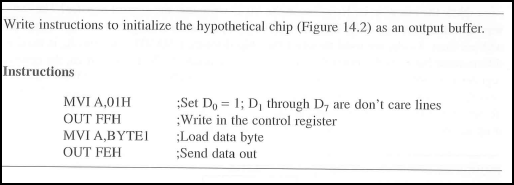 Write instructions to initialize the hypothetical chip (Figure 14.2) as an output buffer.
Instructions
MVI A,01H ;Set D₀ = 1; D₁ through D₇ are don't care lines
OUT FFH ;Write in the control register
MVI A,BYTE1 ;Load data byte
OUT FEH ;Send data out